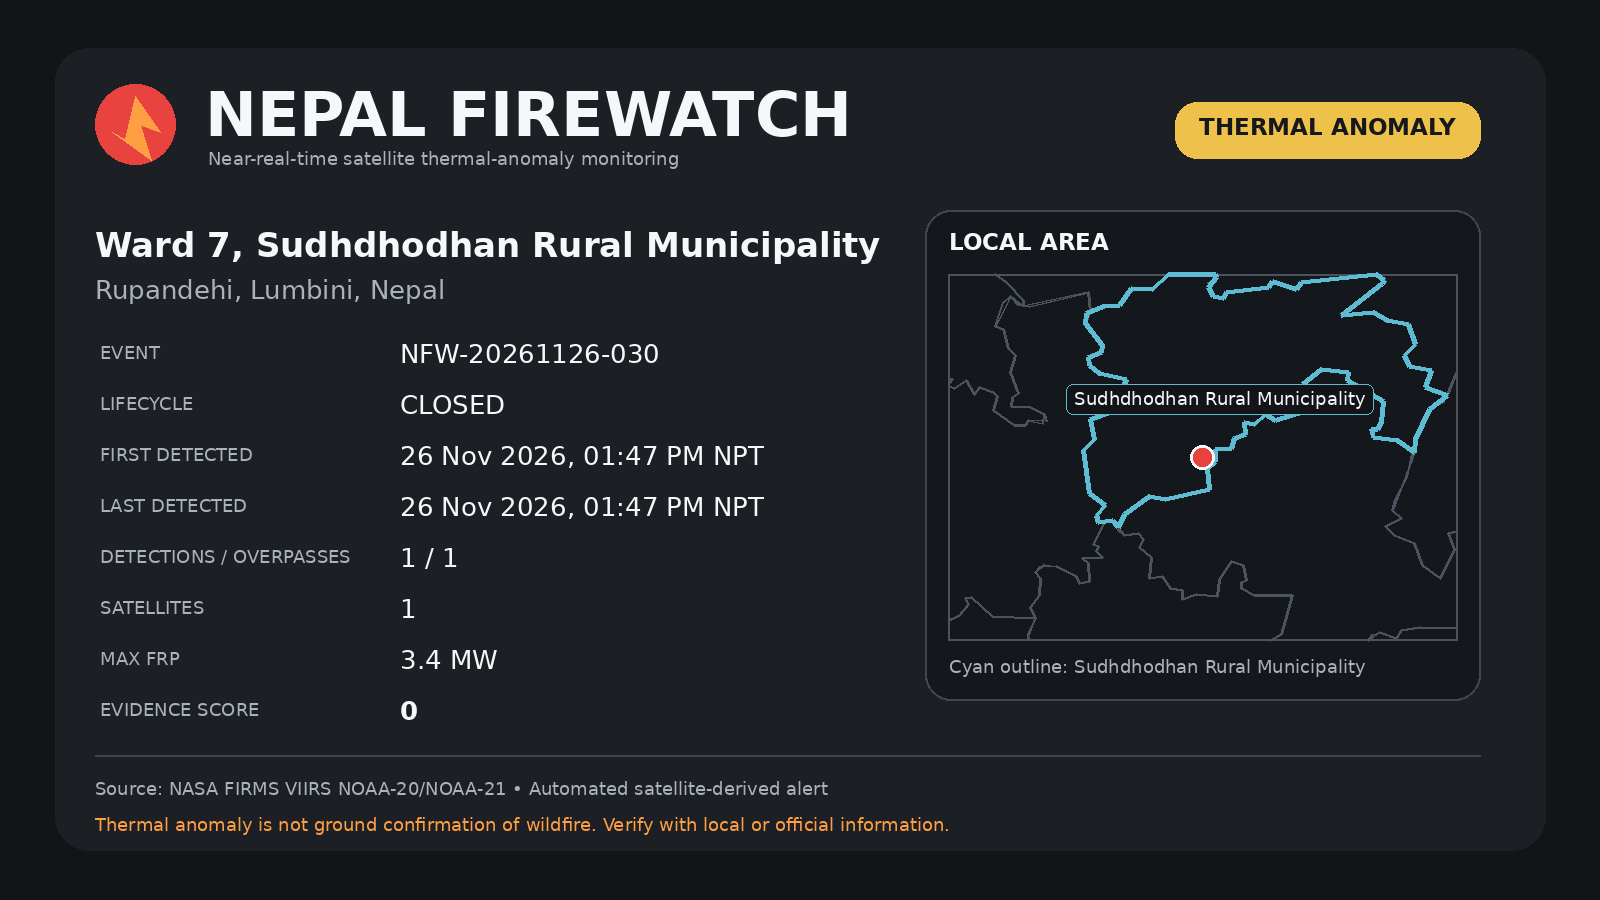 NEPAL FIREWATCH
Near-real-time satellite thermal-anomaly monitoring
THERMAL ANOMALY
Ward 7, Sudhdhodhan Rural Municipality
Rupandehi, Lumbini, Nepal
EVENT NFW-20261126-030
LIFECYCLE CLOSED
FIRST DETECTED 26 Nov 2026, 01:47 PM NPT
LAST DETECTED 26 Nov 2026, 01:47 PM NPT
DETECTIONS / OVERPASSES 1 / 1
SATELLITES 1
MAX FRP 3.4 MW
EVIDENCE SCORE 0
LOCAL AREA
Sudhdhodhan Rural Municipality
Cyan outline: Sudhdhodhan Rural Municipality
Source: NASA FIRMS VIIRS NOAA-20/NOAA-21 • Automated satellite-derived alert
Thermal anomaly is not ground confirmation of wildfire. Verify with local or official information.